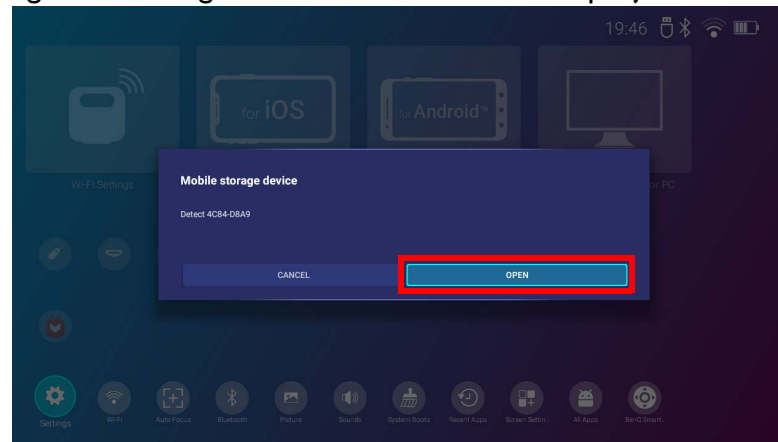 19:46
for iOS
for Android™
Wi-Fi Settings
or PC
Mobile storage device
Detect 4C84-D8A9
CANCEL
OPEN
Settings
Wi-Fi
Auto Focus
Bluetooth
Picture
Sounds
System Boots
Recent Apps
Screen Settin..
All Apps
BenQ Smart..